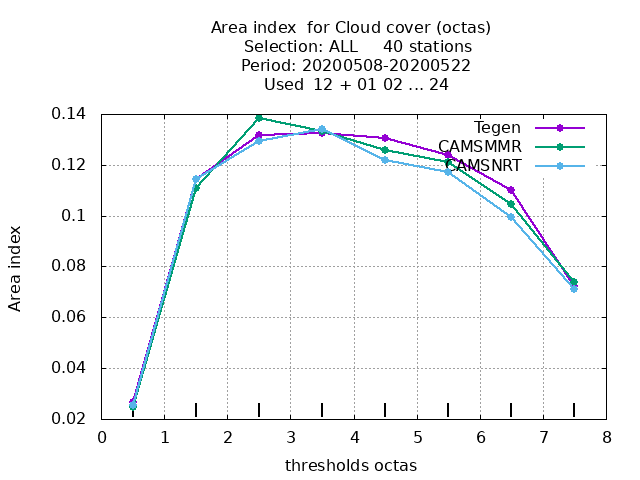 Area index  for Cloud cover (octas)
Selection: ALL     40 stations
Period: 20200508-20200522
Used  12 + 01 02 ... 24
Tegen
CAMSMMR
CAMSNRT
0.14
0.12
0.1
0.08
0.06
0.04
0.02
Area index
0 1 2 3 4 5 6 7 8
thresholds octas